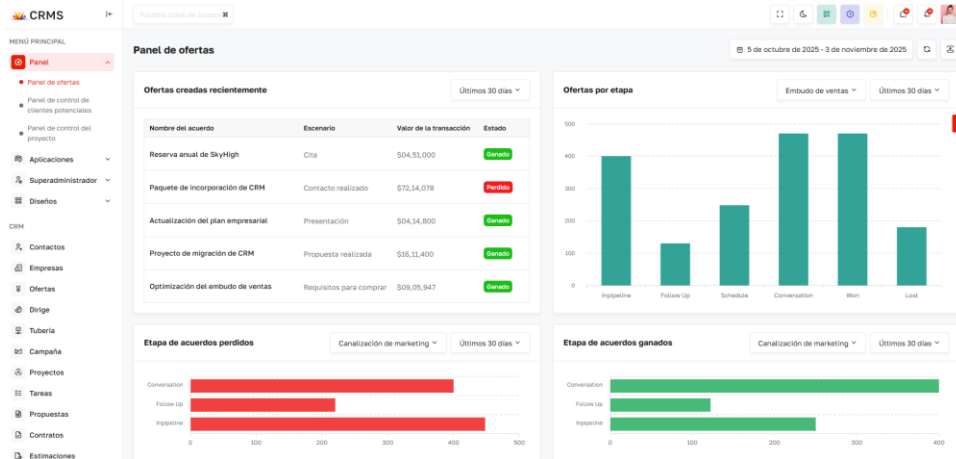 CRMS
Palabra clave de búsqueda
⌘
MENÚ PRINCIPAL
Panel
Panel de ofertas
Panel de control de
clientes potenciales
Panel de control del
proyecto
Aplicaciones
Superadministrador
Diseños
CRM
Contactos
Empresas
Ofertas
Dirige
Tubería
Campaña
Proyectos
Tareas
Propuestas
Contratos
Estimaciones
Panel de ofertas
5 de octubre de 2025 - 3 de noviembre de 2025
Ofertas creadas recientemente
Últimos 30 días
Nombre del acuerdo Escenario Valor de la transacción Estado
Reserva anual de SkyHigh Cita $04,51,000 Ganado
Paquete de incorporación de CRM Contacto realizado $72,14,078 Perdido
Actualización del plan empresarial Presentación $04,14,800 Ganado
Proyecto de migración de CRM Propuesta realizada $16,11,400 Ganado
Optimización del embudo de ventas Requisitos para comprar $09,05,947 Ganado
Ofertas por etapa
Embudo de ventas
Últimos 30 días
500
400
300
200
100
0
Inpipeline Follow-Up Schedule Conversation Won Lost
Etapa de acuerdos perdidos
Canalización de marketing
Últimos 30 días
Conversation
Follow Up
Inpipeline
0 100 200 300 400 500
Etapa de acuerdos ganados
Canalización de marketing
Últimos 30 días
Conversation
Follow Up
Inpipeline
0 100 200 300 400